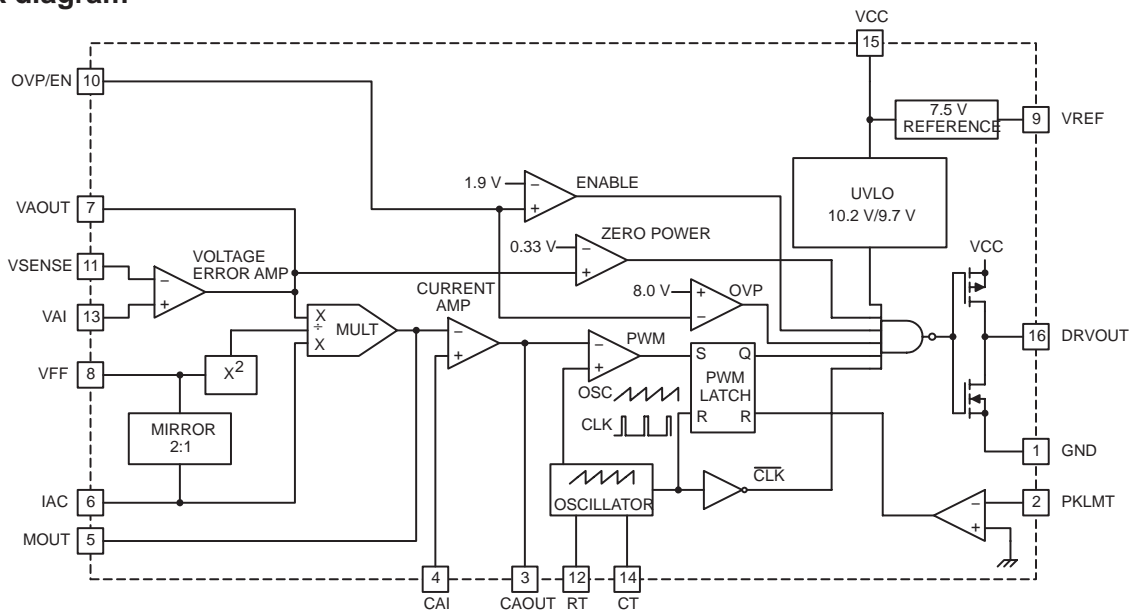 k diagram
VCC
15
OVP/EN 10
7.5 V
REFERENCE
9 VREF
1.9 V
−
+
ENABLE
UVLO
10.2 V/9.7 V
VAOUT 7
0.33 V
−
+
ZERO POWER
VCC
VSENSE 11
VOLTAGE
ERROR AMP
−
+
VAI 13
8.0 V
+
−
OVP
CURRENT
AMP
X
÷
X
MULT
−
+
−
+
PWM
S Q
PWM
LATCH
R R
16 DRVOUT
VFF 8
X2
OSC
CLK
MIRROR
2:1
1 GND
OSCILLATOR
CLK
IAC 6
−
+
2 PKLMT
MOUT 5
4 3 12 14
CAI CAOUT RT CT